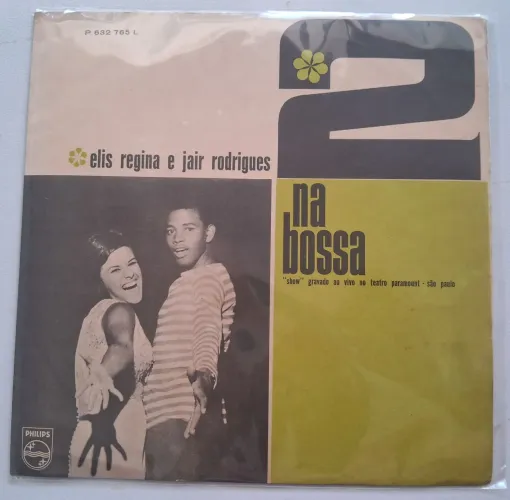 P 632 765 L
2
elis regina e jair rodrigues
na
bossa
"show" gravado ao vivo no teatro paramount - são paulo
PHILIPS